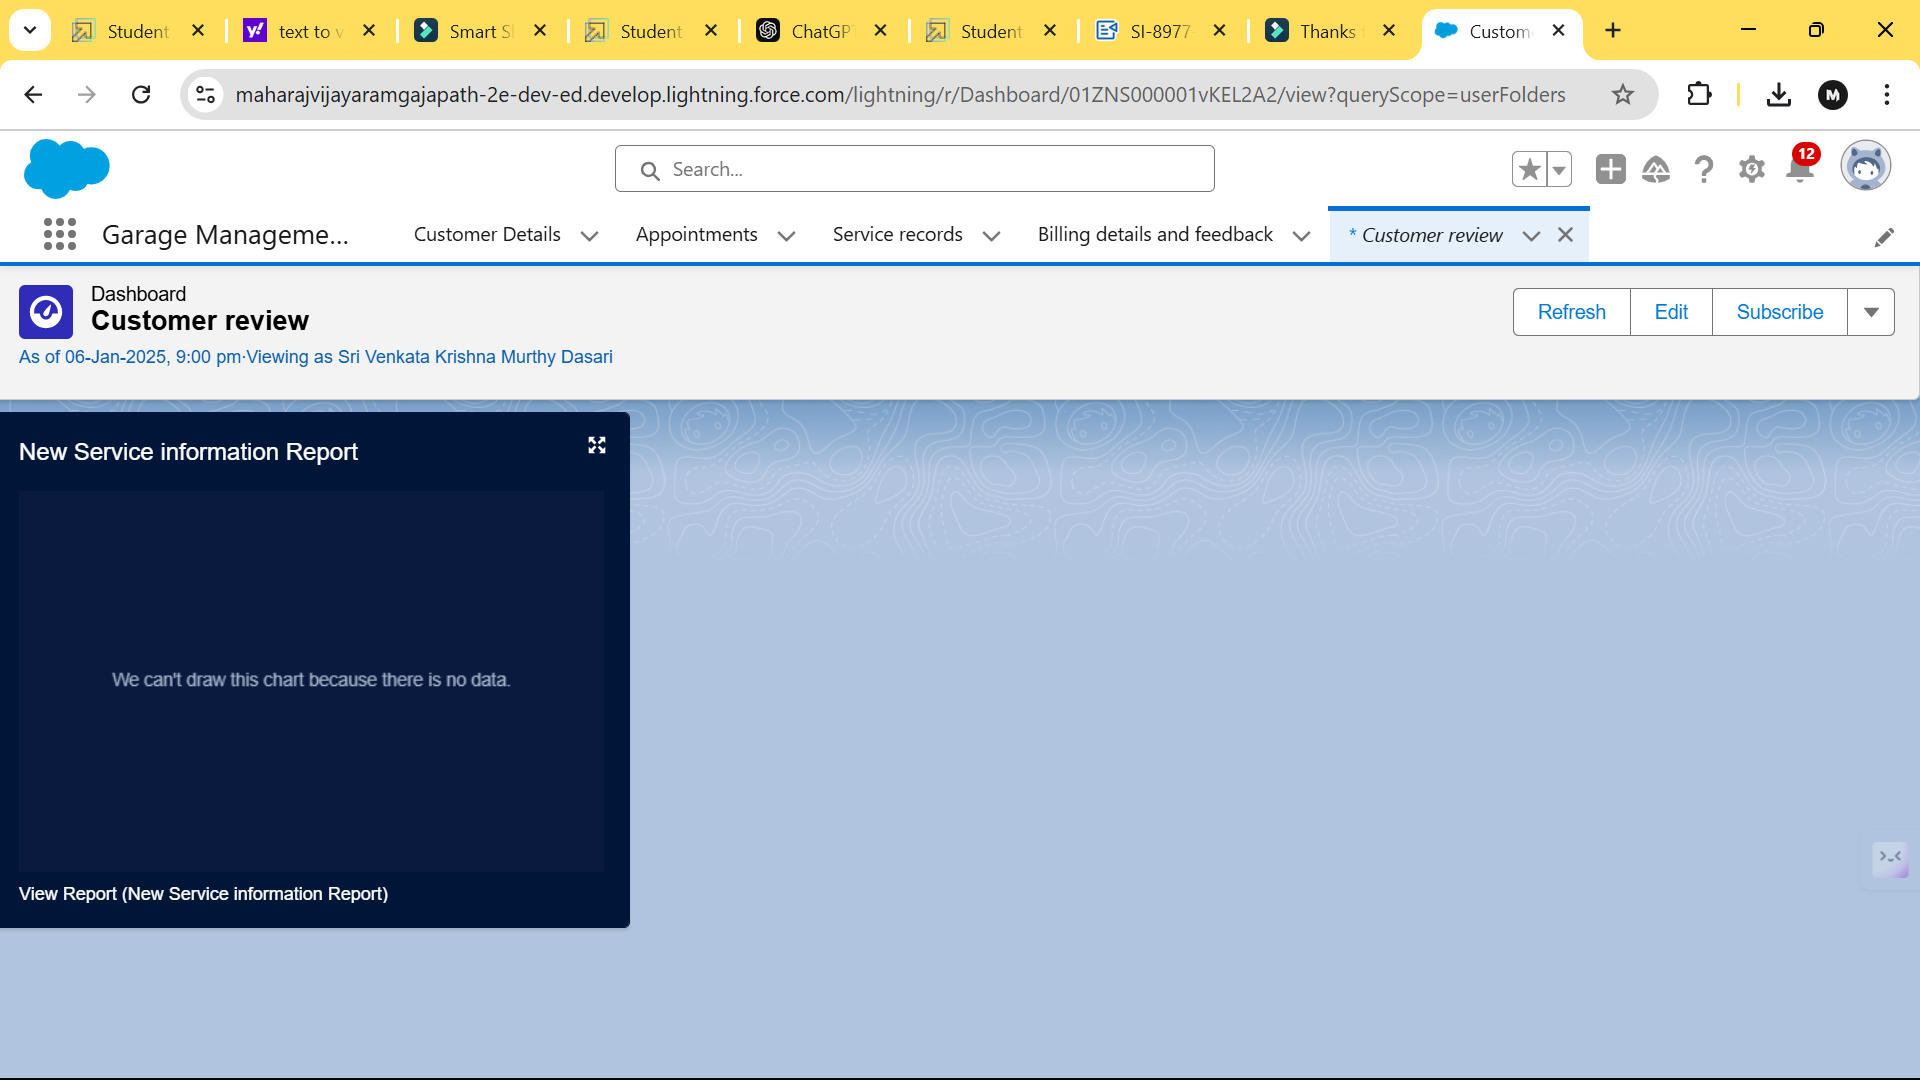 Student
text to v
Smart S
Student
ChatGP
Student
SI-8977
Thanks
Custom
maharajvijayaramgajapath-2e-dev-ed.develop.lightning.force.com/lightning/r/Dashboard/01ZNS000001vKEL2A2/view?queryScope=userFolders
M
Search...
12
Garage Manageme...
Customer Details
Appointments
Service records
Billing details and feedback
* Customer review
Dashboard
Customer review
Refresh
Edit
Subscribe
As of 06-Jan-2025, 9:00 pm·Viewing as Sri Venkata Krishna Murthy Dasari
New Service information Report
We can't draw this chart because there is no data.
View Report (New Service information Report)